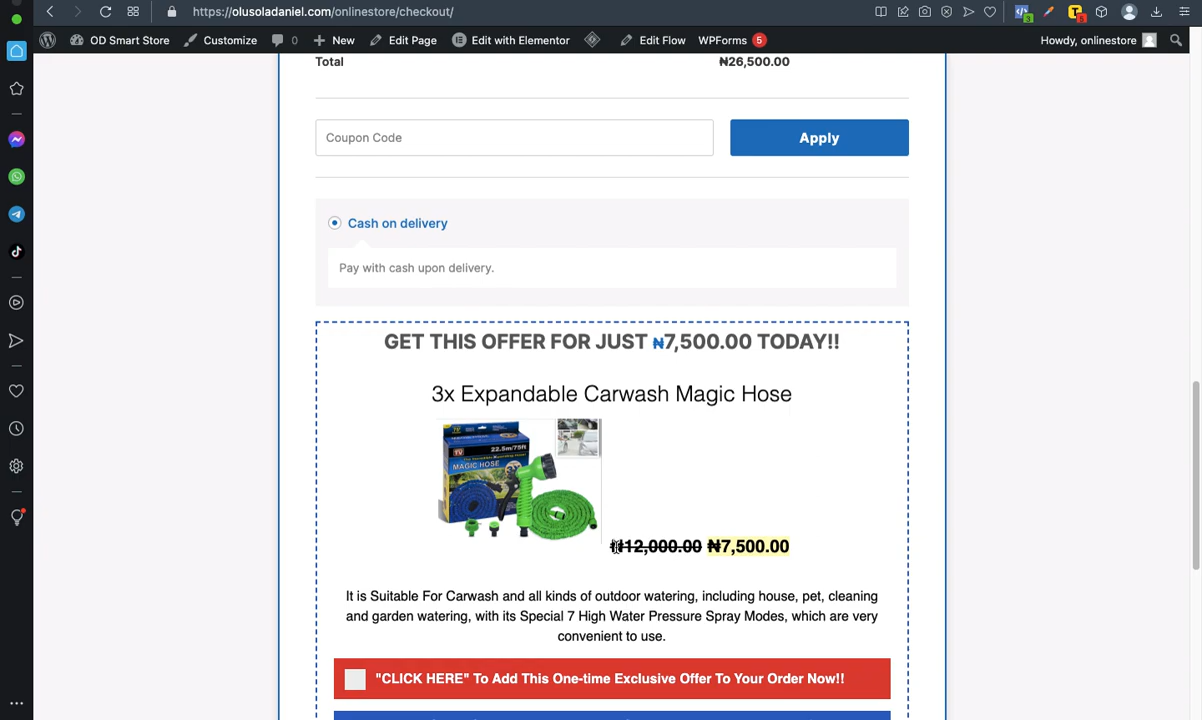 https://olusoladaniel.com/onlinestore/checkout/
3
5
OD Smart Store Customize 0 New Edit Page Edit with Elementor Edit Flow WPForms 5 Howdy, onlinestore
Total ₦26,500.00
Coupon Code Apply
Cash on delivery
Pay with cash upon delivery.
GET THIS OFFER FOR JUST ₦7,500.00 TODAY!!
3x Expandable Carwash Magic Hose
22.5m/75ft
MAGIC HOSE
₦12,000.00 ₦7,500.00
It is Suitable For Carwash and all kinds of outdoor watering, including house, pet, cleaning
and garden watering, with its Special 7 High Water Pressure Spray Modes, which are very
convenient to use.
"CLICK HERE" To Add This One-time Exclusive Offer To Your Order Now!!